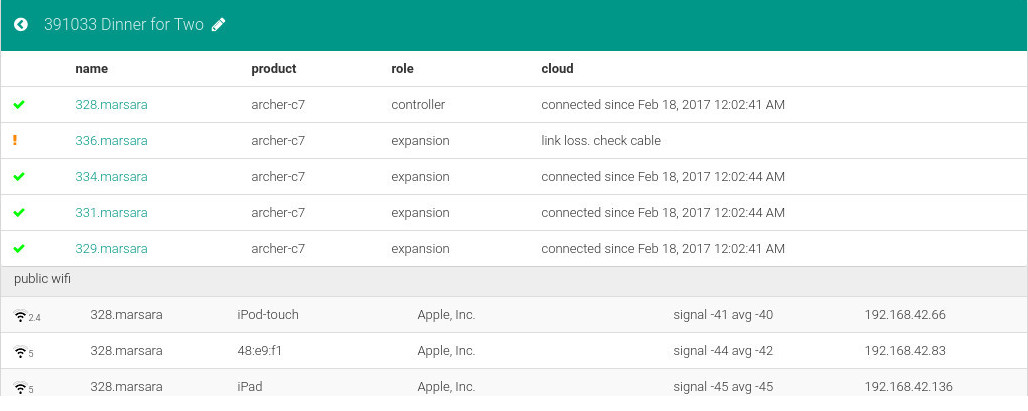 391033 Dinner for Two
name product role cloud
328.marsara archer-c7 controller connected since Feb 18, 2017 12:02:41 AM
336.marsara archer-c7 expansion link loss. check cable
334.marsara archer-c7 expansion connected since Feb 18, 2017 12:02:44 AM
331.marsara archer-c7 expansion connected since Feb 18, 2017 12:02:44 AM
329.marsara archer-c7 expansion connected since Feb 18, 2017 12:02:41 AM
public wifi
2.4 328.marsara iPod-touch Apple, Inc. signal -41 avg -40 192.168.42.66
5 328.marsara 48:e9:f1 Apple, Inc. signal -44 avg -42 192.168.42.83
5 328.marsara iPad Apple, Inc. signal -45 avg -45 192.168.42.136